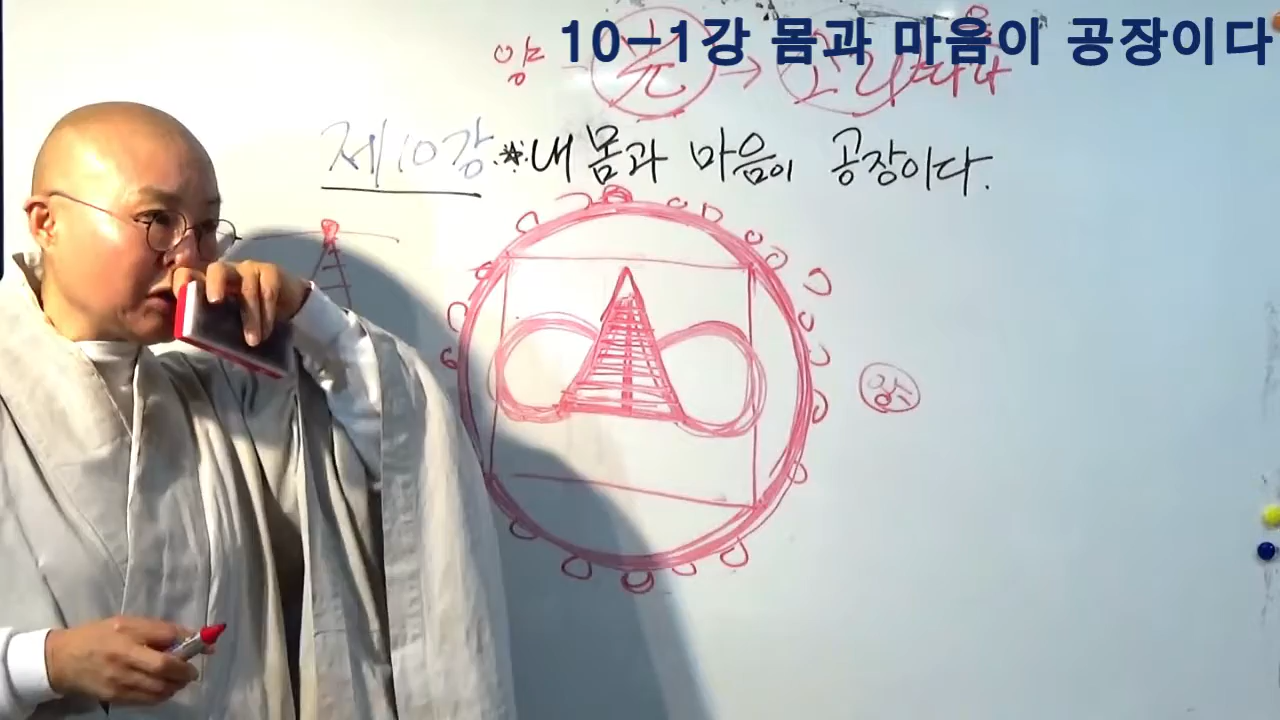 10-1강 몸과 마음이 공장이다
양
제10강 * 내 몸과 마음이 공장이다.